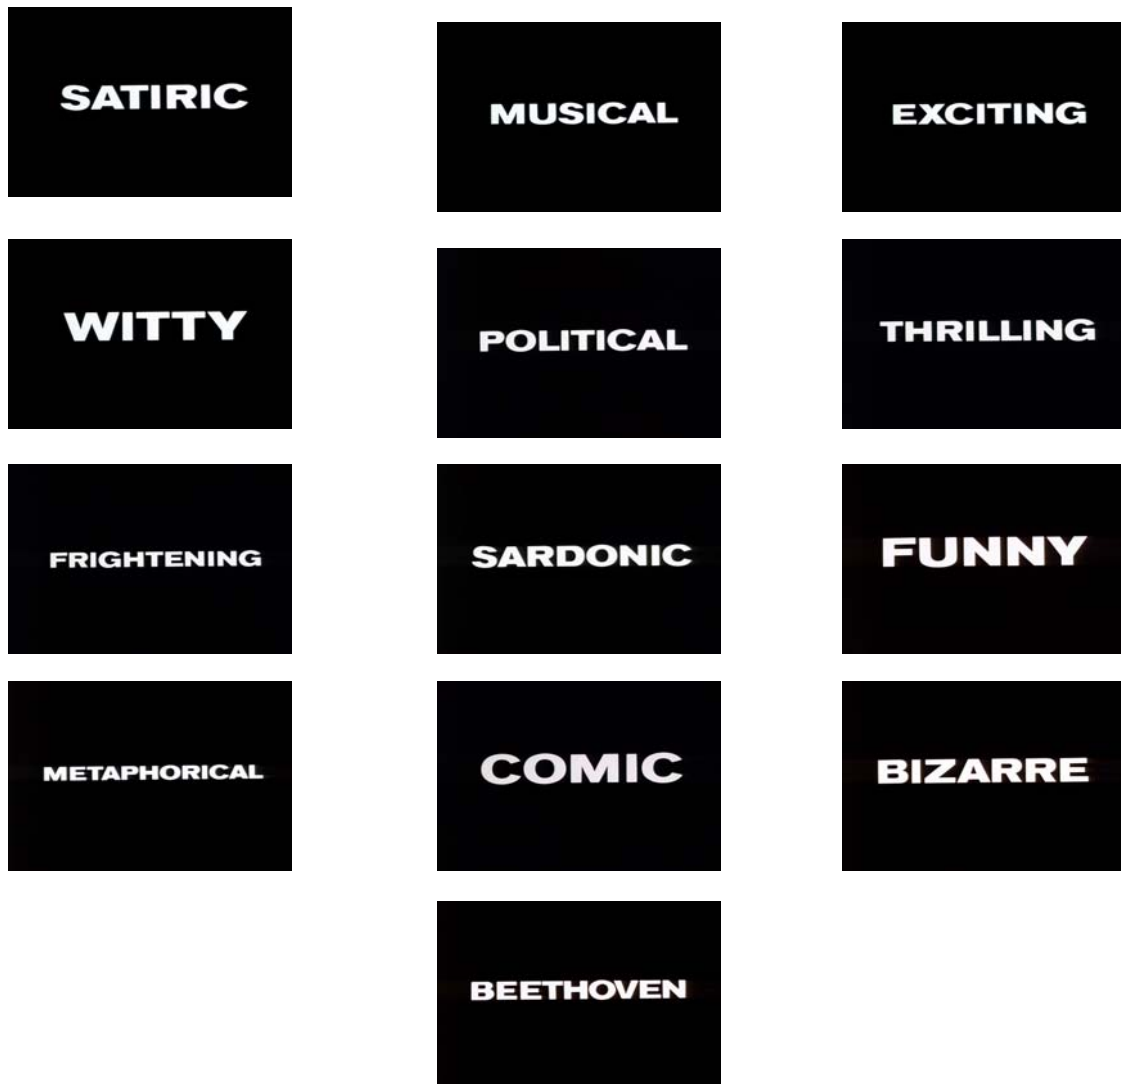 SATIRIC
MUSICAL
EXCITING
WITTY
POLITICAL
THRILLING
FRIGHTENING
SARDONIC
FUNNY
METAPHORICAL
COMIC
BIZARRE
BEETHOVEN